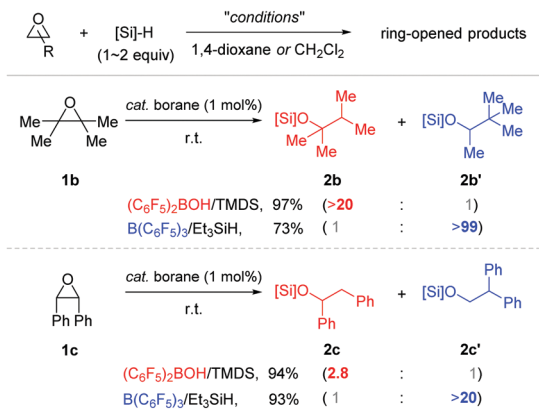 O
R
+
[Si]-H
(1~2 equiv)
"conditions"
1,4-dioxane or CH2Cl2
ring-opened products
Me O Me
Me Me
1b
cat. borane (1 mol%)
r.t.
Me
[Si]O
Me
Me Me
2b
+
Me
Me
[Si]O
Me
Me
2b'
(C6F5)2BOH/TMDS, 97% (>20 : 1)
B(C6F5)3/Et3SiH, 73% (1 : >99)
O
Ph Ph
1c
cat. borane (1 mol%)
r.t.
[Si]O
Ph
Ph
2c
+
Ph
[Si]O
Ph
2c'
(C6F5)2BOH/TMDS, 94% (2.8 : 1)
B(C6F5)3/Et3SiH, 93% (1 : >20)